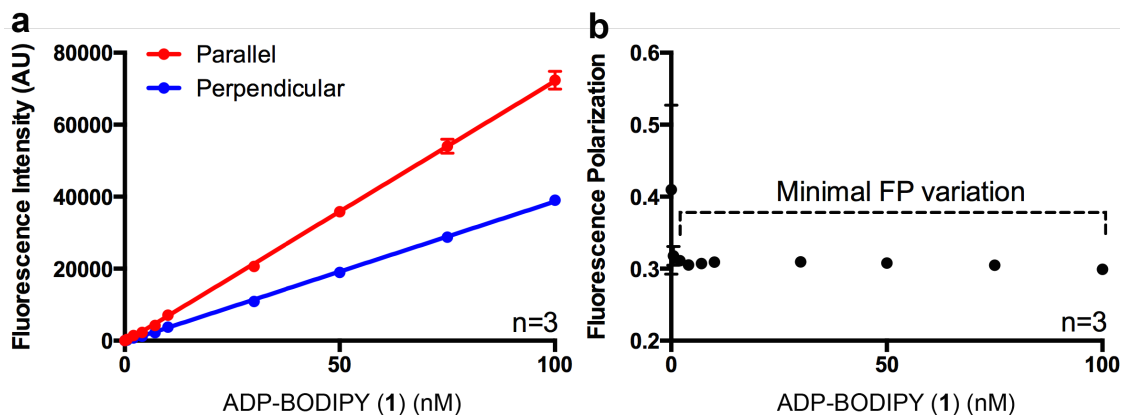 a
Fluorescence Intensity (AU)
80000
60000
40000
20000
0
Parallel
Perpendicular
n=3
0
50
100
ADP-BODIPY (1) (nM)
b
Fluorescence Polarization
0.6
0.5
0.4
0.3
0.2
Minimal FP variation
n=3
0
50
100
ADP-BODIPY (1) (nM)